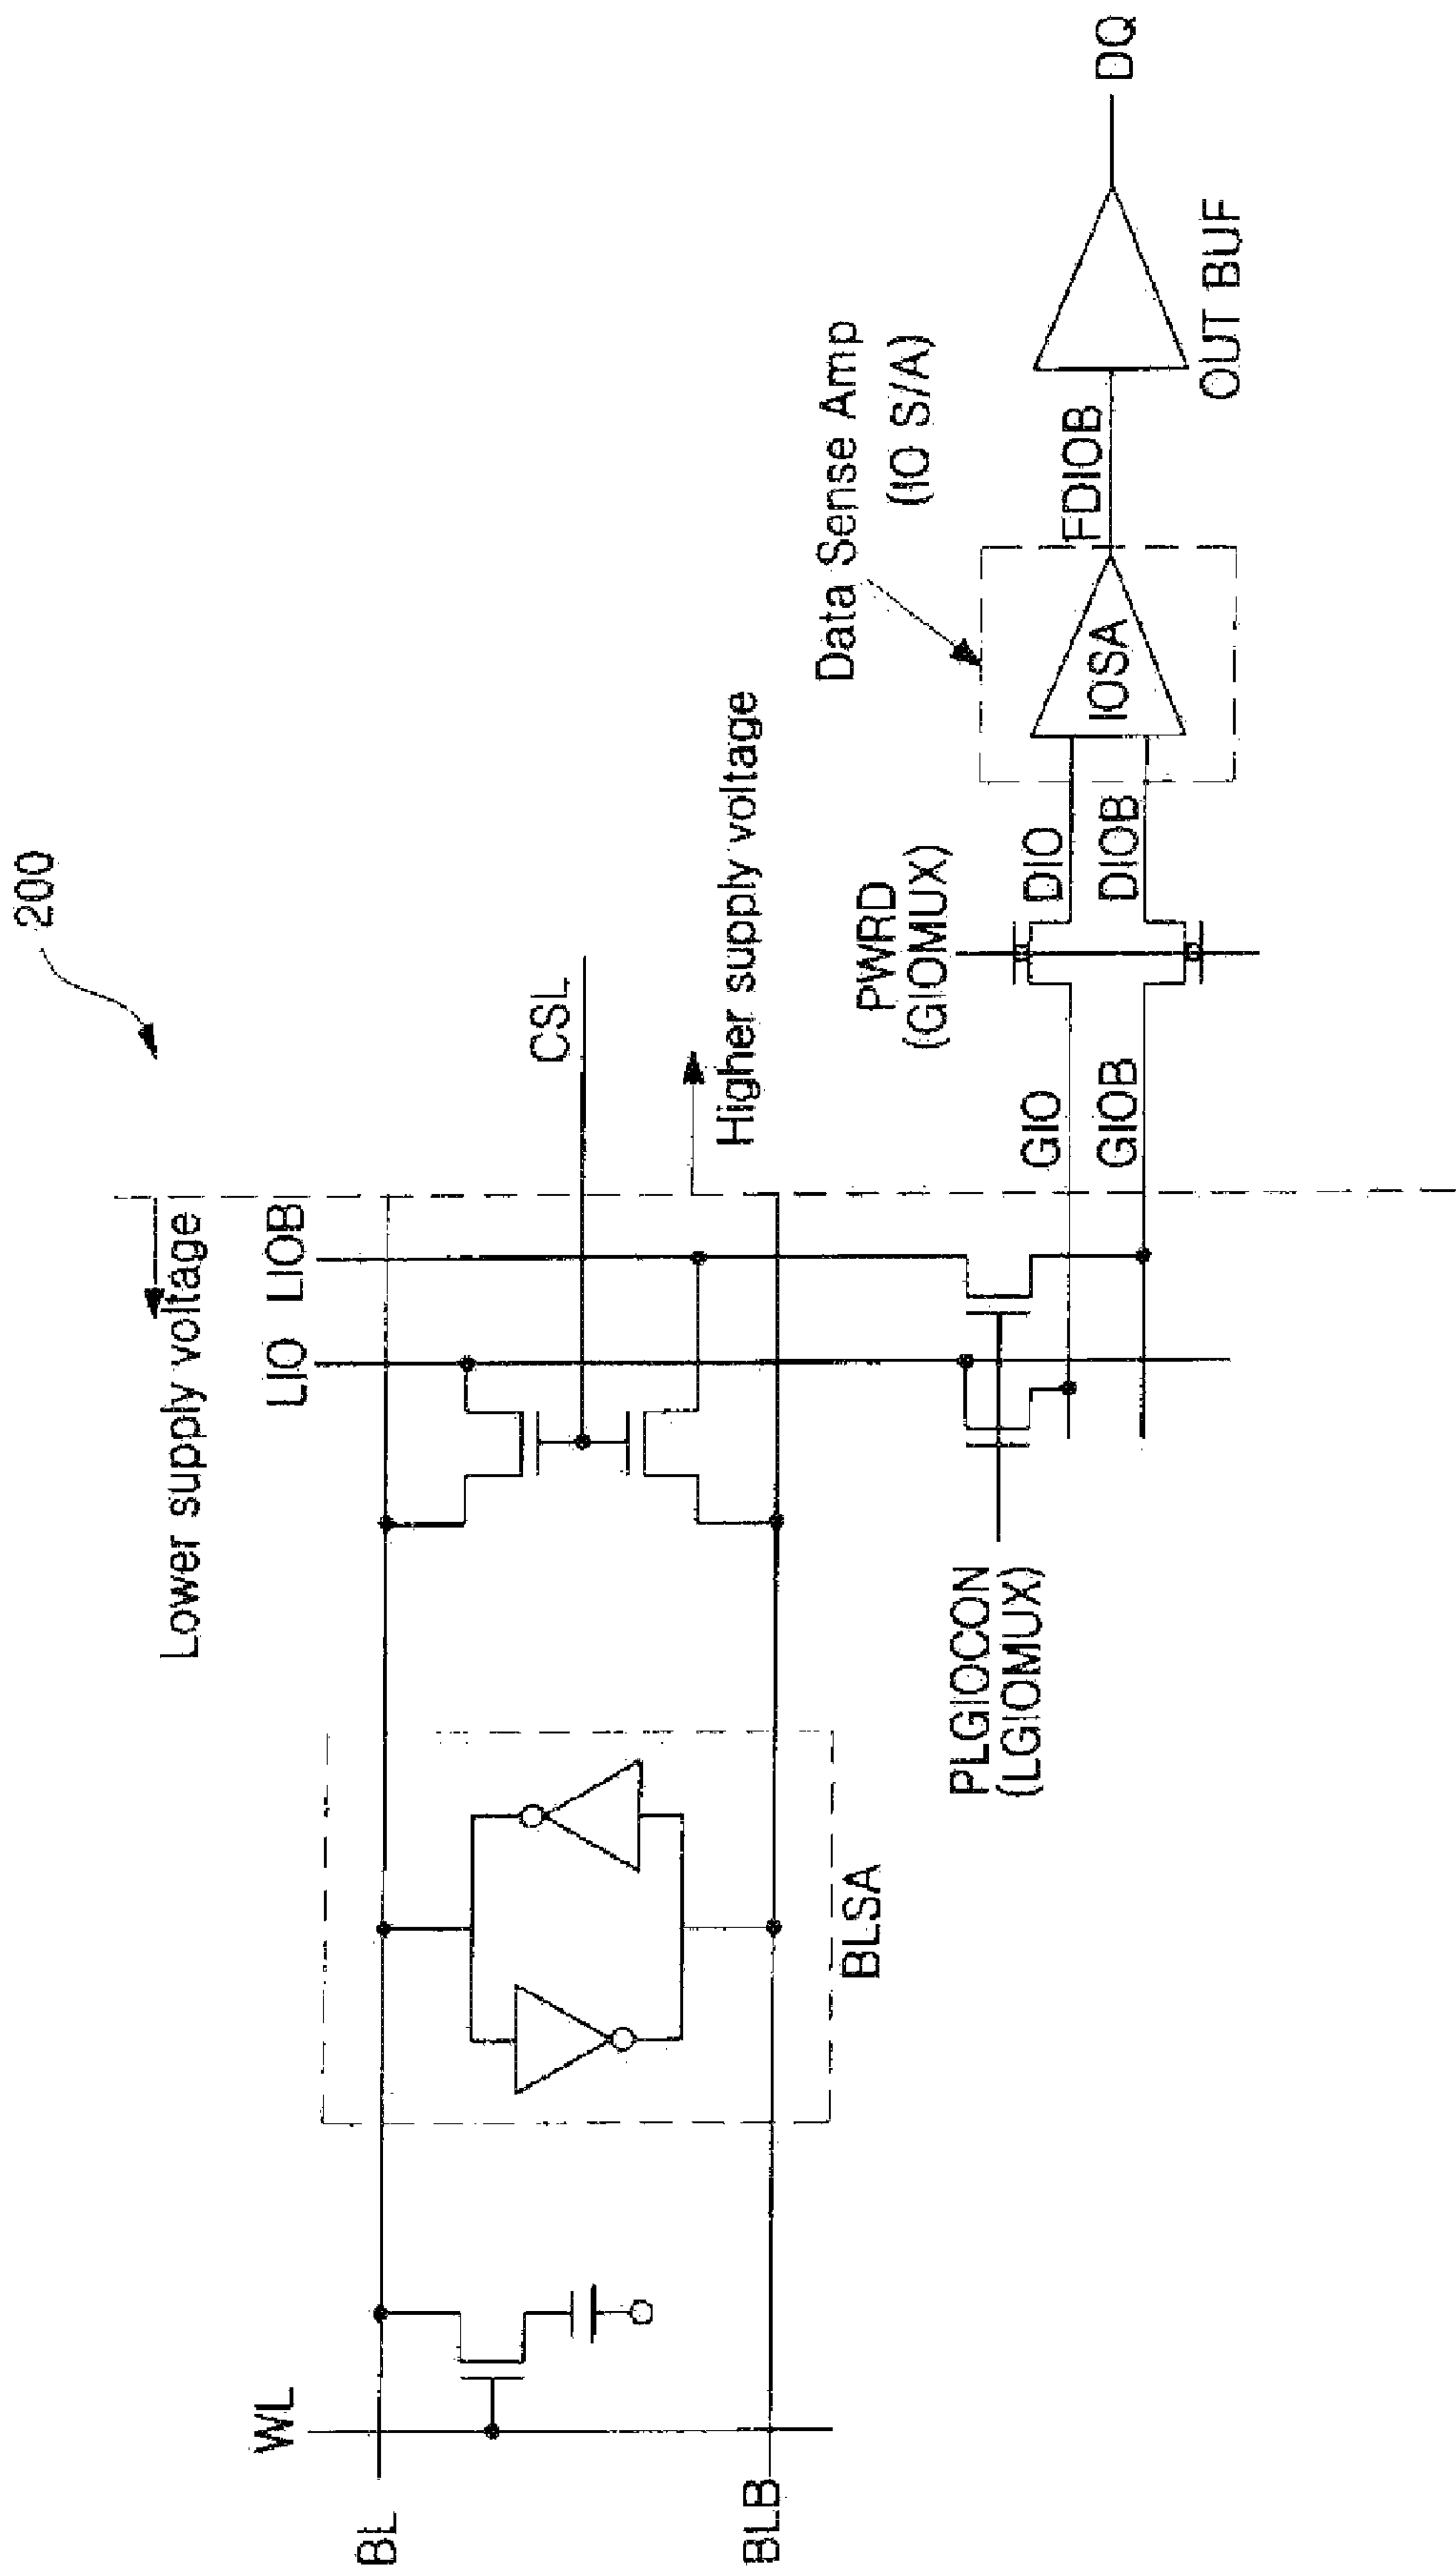 200
Lower supply voltage
Higher supply voltage
WL
BL
BLB
BLSA
LIO
LIOB
CSL
PLGIOCON
(LGIOMUX)
GIO
GIOB
PWRD
(GIOMUX)
DIO
DIOB
Data Sense Amp
(IO S/A)
IOSA
FDIOB
OUT BUF
DQ